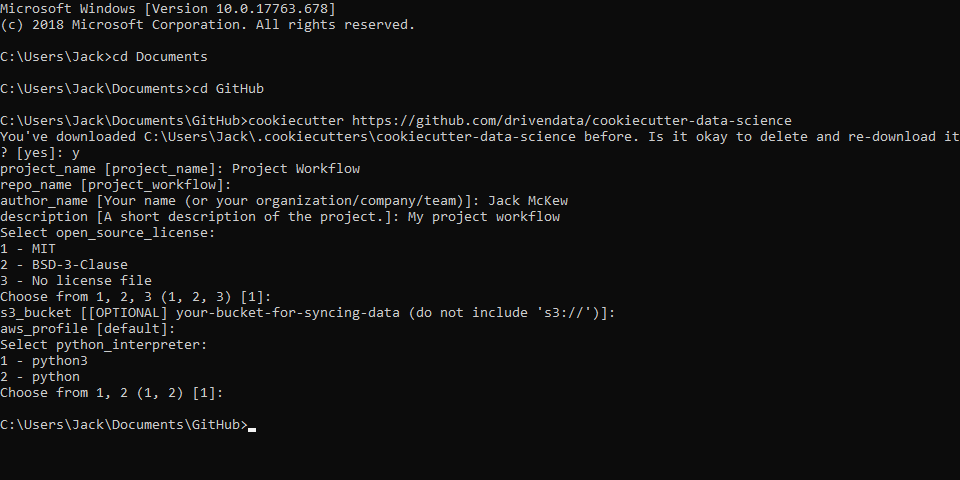 Microsoft Windows [Version 10.0.17763.678]
(c) 2018 Microsoft Corporation. All rights reserved.
C:\Users\Jack>cd Documents
C:\Users\Jack\Documents>cd GitHub
C:\Users\Jack\Documents\GitHub>cookiecutter https://github.com/drivendata/cookiecutter-data-science
You've downloaded C:\Users\Jack\.cookiecutters\cookiecutter-data-science before. Is it okay to delete and re-download it
? [yes]: y
project_name [project_name]: Project Workflow
repo_name [project_workflow]:
author_name [Your name (or your organization/company/team)]: Jack McKew
description [A short description of the project.]: My project workflow
Select open_source_license:
1 - MIT
2 - BSD-3-Clause
3 - No license file
Choose from 1, 2, 3 (1, 2, 3) [1]:
s3_bucket [[OPTIONAL] your-bucket-for-syncing-data (do not include 's3://')]:
aws_profile [default]:
Select python_interpreter:
1 - python3
2 - python
Choose from 1, 2 (1, 2) [1]:
C:\Users\Jack\Documents\GitHub>